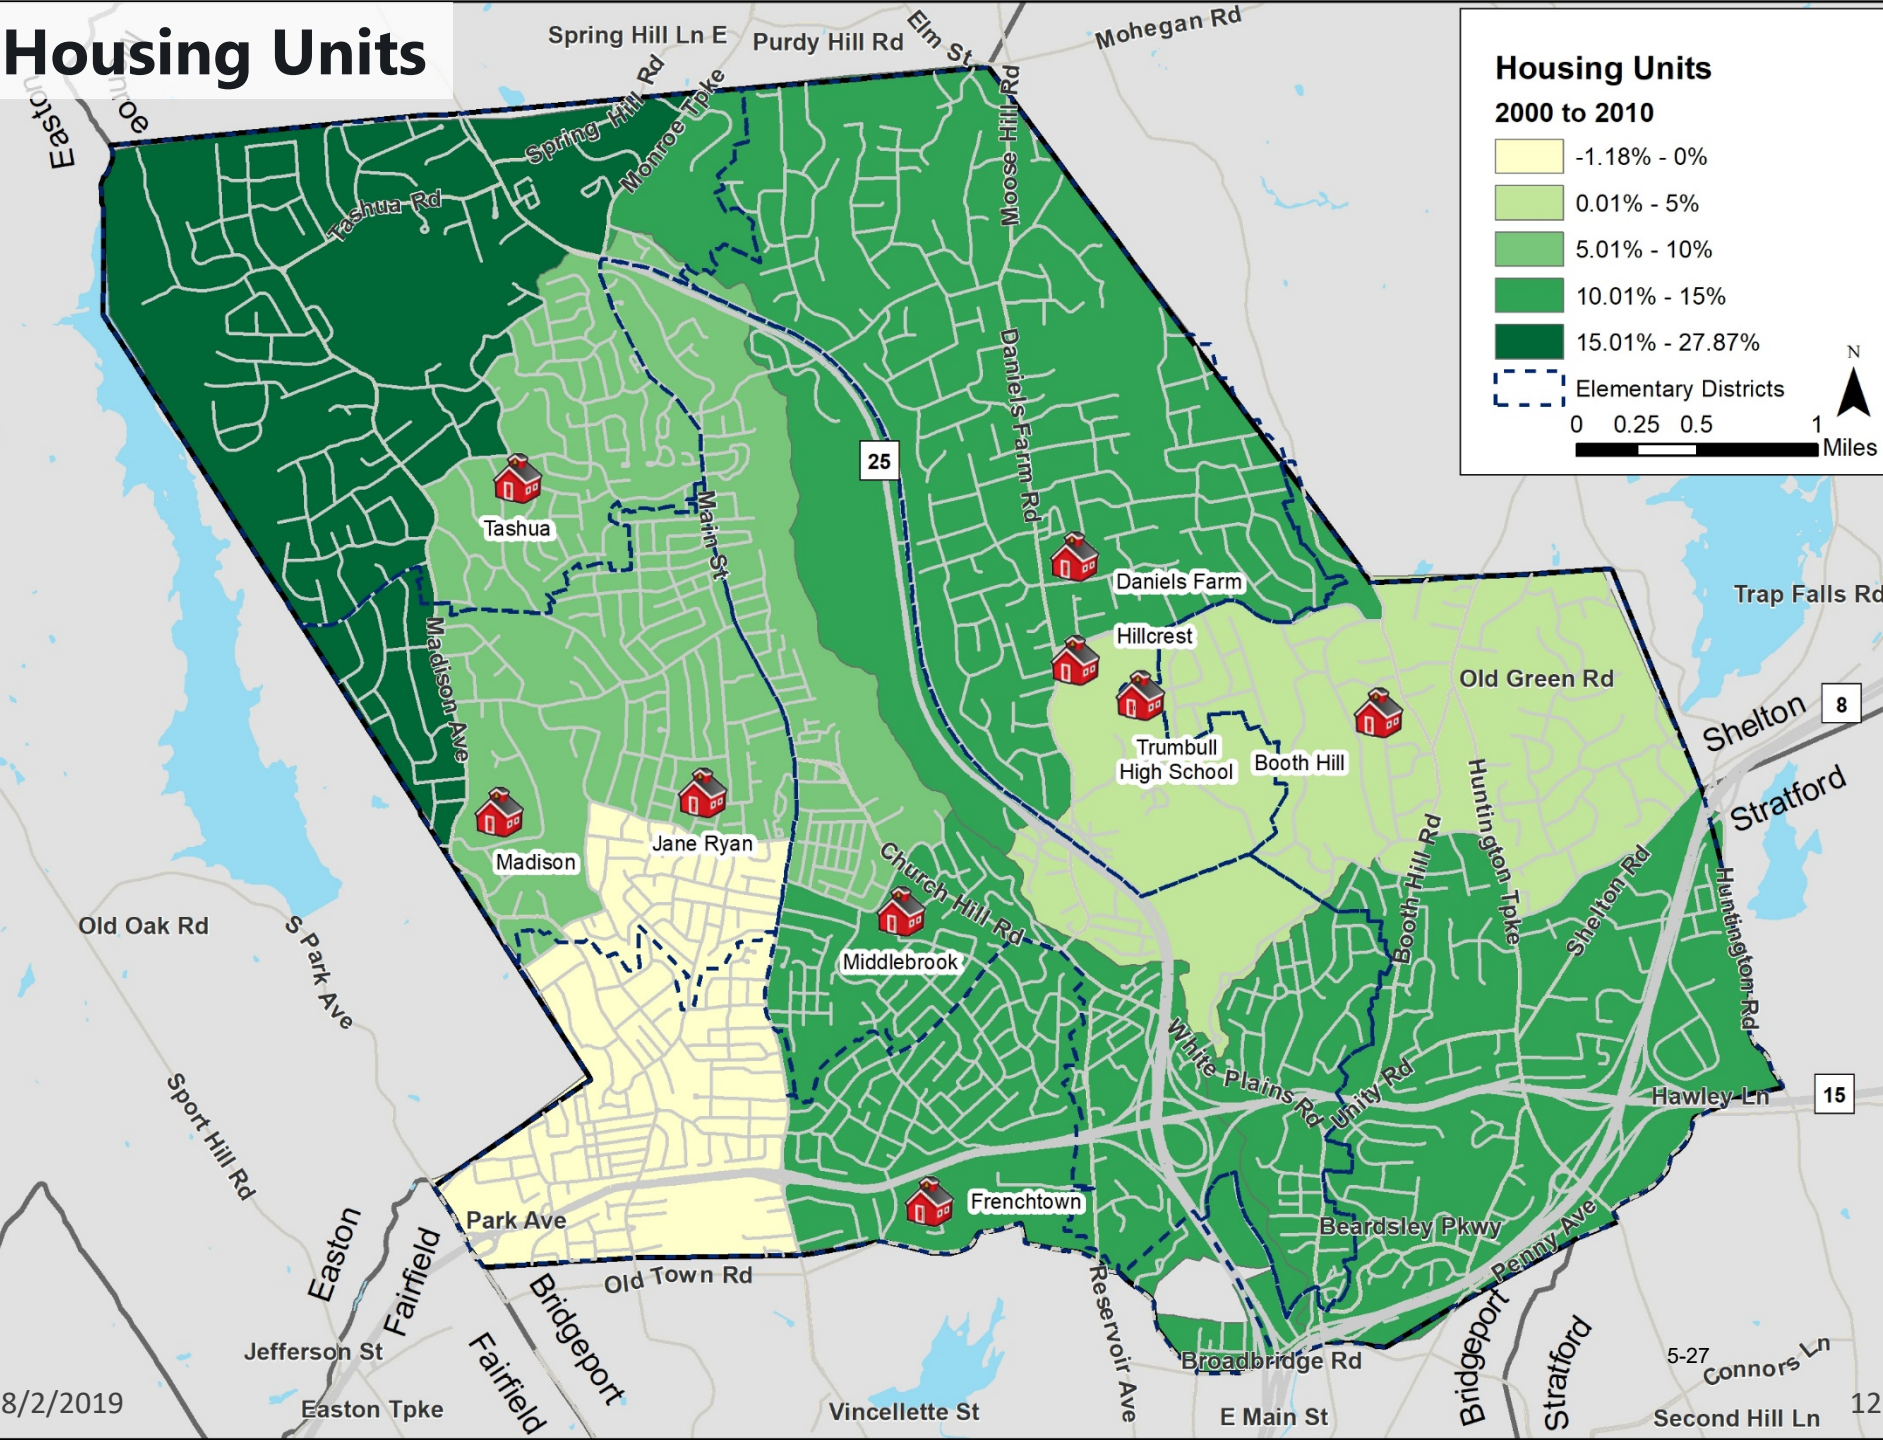 Housing Units
Spring Hill Ln E
Purdy Hill Rd
Elm St
Mohegan Rd
Easton
Spring Hill Rd
Monroe Tpke
Moose Hill Rd
Tashua Rd
Housing Units
2000 to 2010
-1.18% - 0%
0.01% - 5%
5.01% - 10%
10.01% - 15%
15.01% - 27.87%
Elementary Districts
N
0 0.25 0.5 1
Miles
25
Daniels Farm Rd
Main St
Tashua
Daniels Farm
Hillcrest
Trap Falls Rd
Madison Ave
Old Green Rd
Shelton
8
Trumbull
High School
Booth Hill
Stratford
Huntington Tpke
Jane Ryan
Madison
Church Hill Rd
Booth Hill Rd
Shelton Rd
Huntington Rd
Old Oak Rd
S Park Ave
Middlebrook
White Plains Rd
Unity Rd
Hawley Ln
15
Sport Hill Rd
Frenchtown
Park Ave
Beardsley Pkwy
Penny Ave
Easton
Fairfield
Old Town Rd
Bridgeport
Fairfield
Reservoir Ave
Jefferson St
Broadbridge Rd
Bridgeport
Stratford
5-27
Connors Ln
8/2/2019
Easton Tpke
Vincellette St
E Main St
Second Hill Ln
12